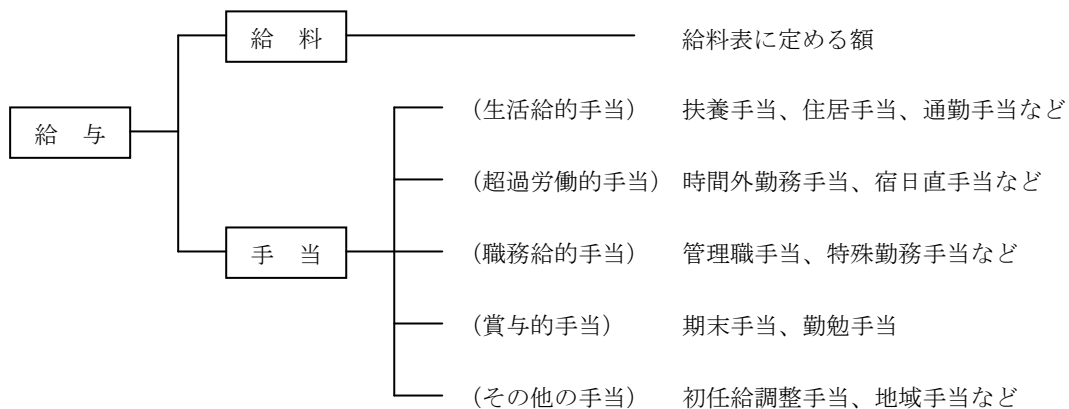 給 料 給料表に定める額
(生活給的手当) 扶養手当、住居手当、通勤手当など
給 与
(超過労働的手当) 時間外勤務手当、宿日直手当など
手 当 (職務給的手当) 管理職手当、特殊勤務手当など
(賞与的手当) 期末手当、勤勉手当
(その他の手当) 初任給調整手当、地域手当など